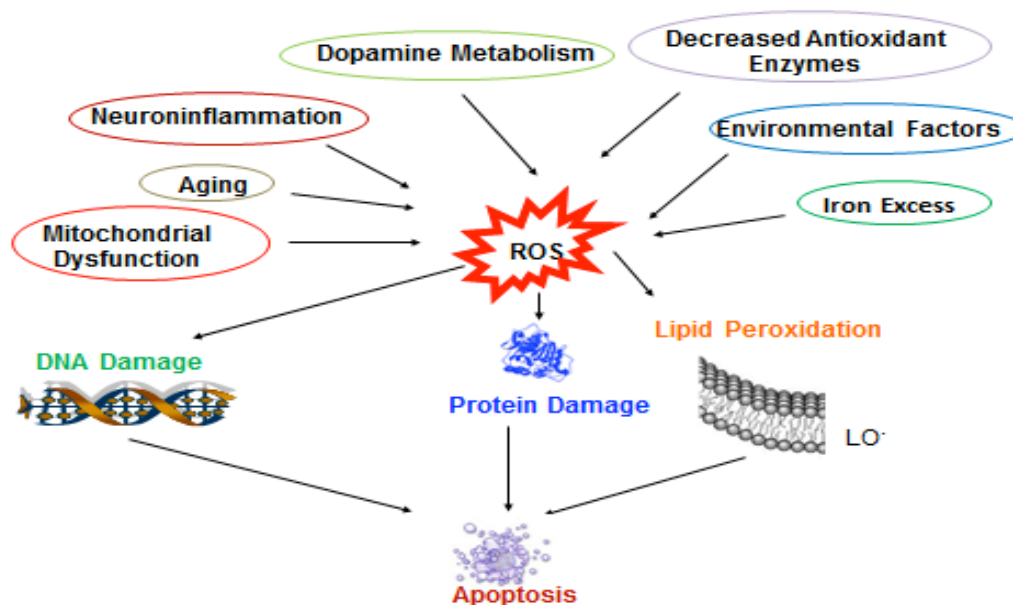 Dopamine Metabolism
Decreased Antioxidant
Enzymes
Neuroinflammation
Environmental Factors
Aging
Iron Excess
Mitochondrial
Dysfunction
ROS
DNA Damage
Protein Damage
Lipid Peroxidation
LO·
Apoptosis